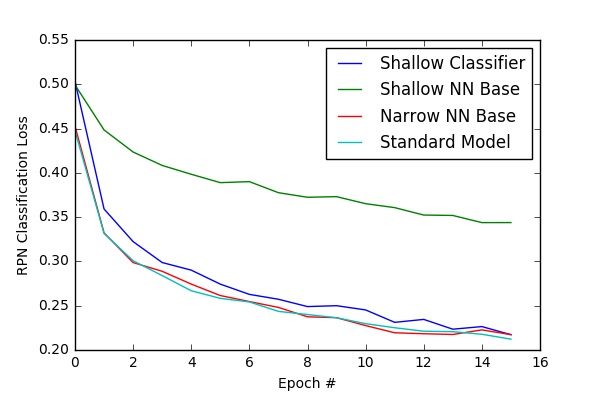 0.55
0.50
0.45
0.40
0.35
0.30
0.25
0.20
RPN Classification Loss
Shallow Classifier
Shallow NN Base
Narrow NN Base
Standard Model
0 2 4 6 8 10 12 14 16
Epoch #